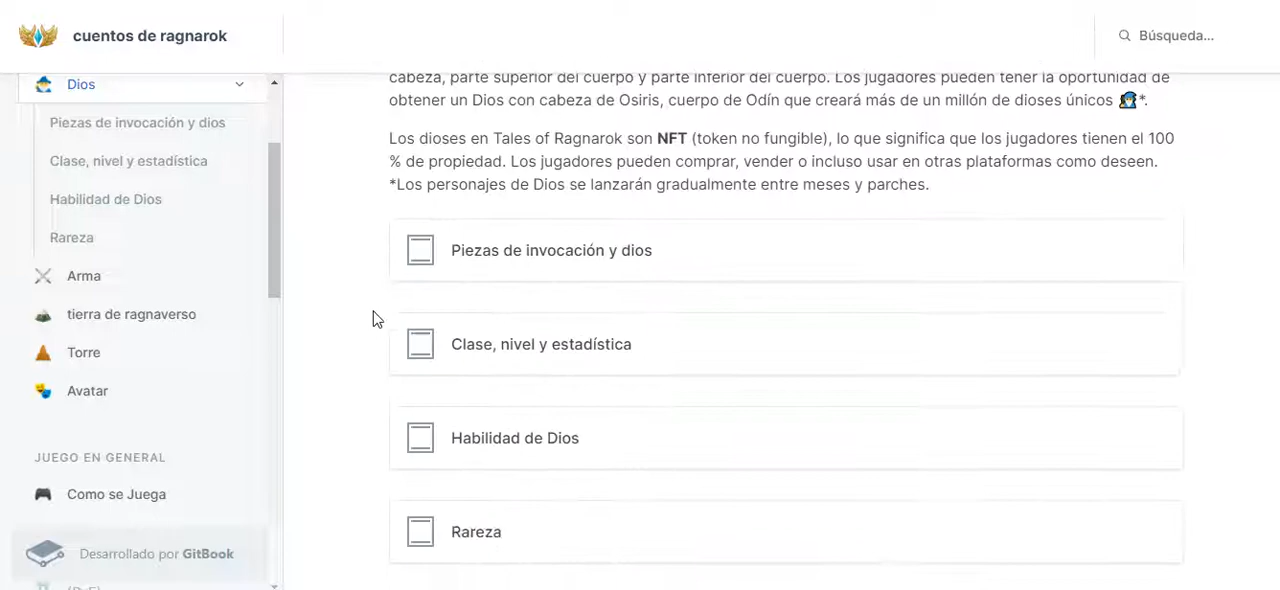 cuentos de ragnarok
Búsqueda...
Dios
Piezas de invocación y dios
Clase, nivel y estadística
Habilidad de Dios
Rareza
Arma
tierra de ragnaverso
Torre
Avatar
JUEGO EN GENERAL
Como se Juega
Desarrollado por GitBook
cabeza, parte superior del cuerpo y parte inferior del cuerpo. Los jugadores pueden tener la oportunidad de
obtener un Dios con cabeza de Osiris, cuerpo de Odín que creará más de un millón de dioses únicos *.
Los dioses en Tales of Ragnarok son NFT (token no fungible), lo que significa que los jugadores tienen el 100
% de propiedad. Los jugadores pueden comprar, vender o incluso usar en otras plataformas como deseen.
*Los personajes de Dios se lanzarán gradualmente entre meses y parches.
Piezas de invocación y dios
Clase, nivel y estadística
Habilidad de Dios
Rareza